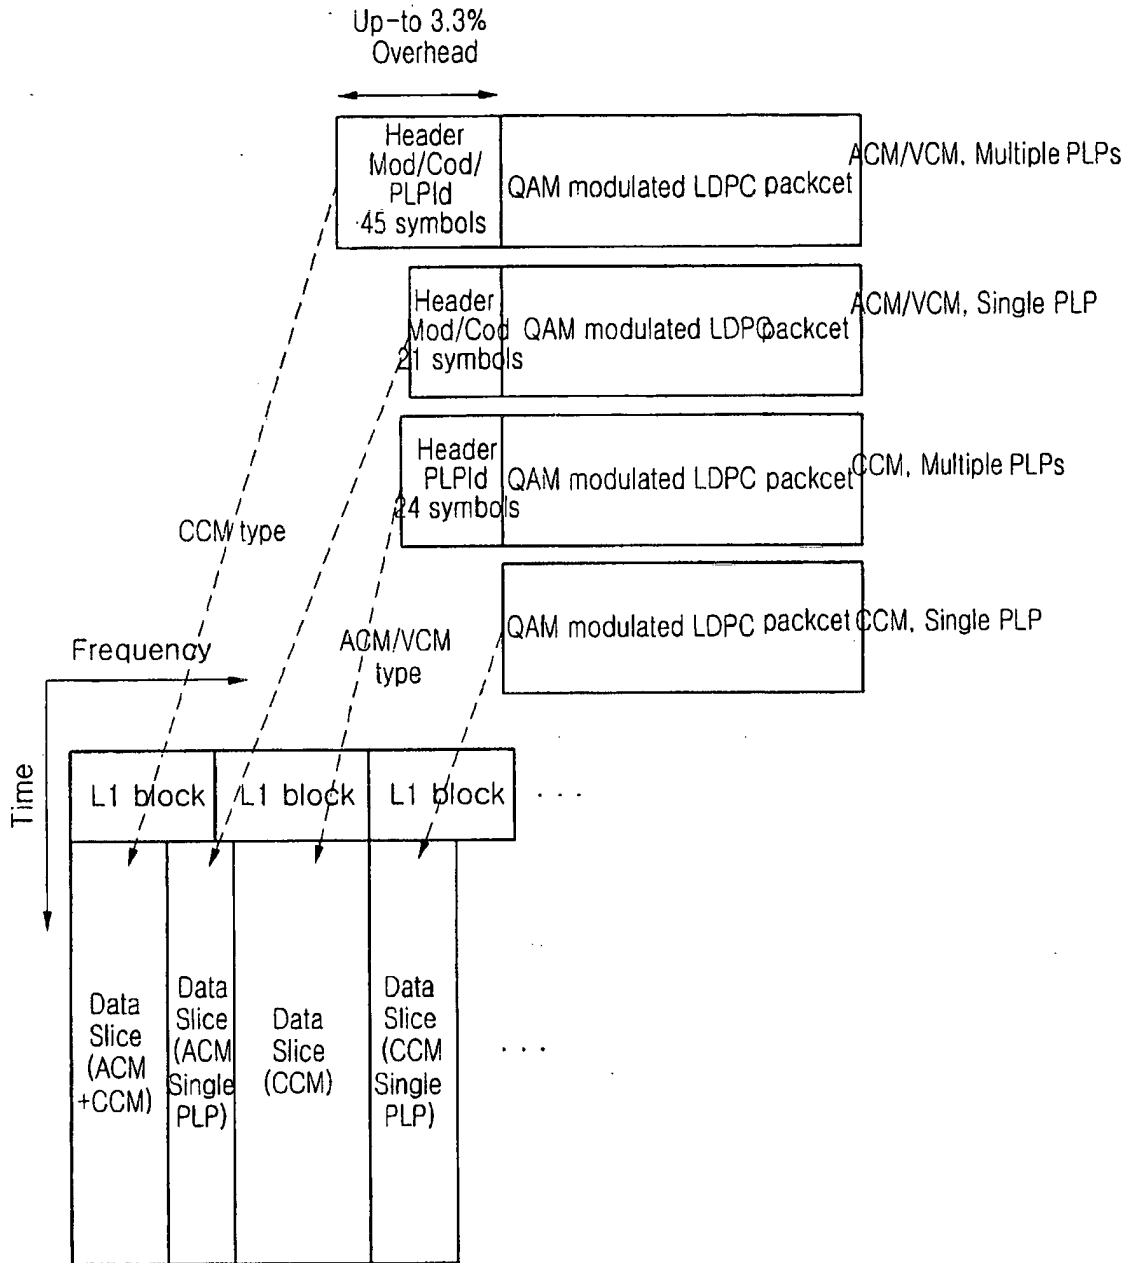 Up-to 3.3%
Overhead
Header
Mod/Cod/
PLPId
45 symbols
QAM modulated LDPC packcet
ACM/VCM, Multiple PLPs
Header
Mod/Cod
21 symbols
QAM modulated LDPC packcet
ACM/VCM, Single PLP
Header
PLPId
24 symbols
QAM modulated LDPC packcet
CCM, Multiple PLPs
QAM modulated LDPC packcet
CCM, Single PLP
CCM type
ACM/VCM
type
Frequency
Time
L1 block
L1 block
L1 block
. . .
Data
Slice
(ACM
+CCM)
Data
Slice
(ACM
Single
PLP)
Data
Slice
(CCM)
Data
Slice
(CCM
Single
PLP)
. . .